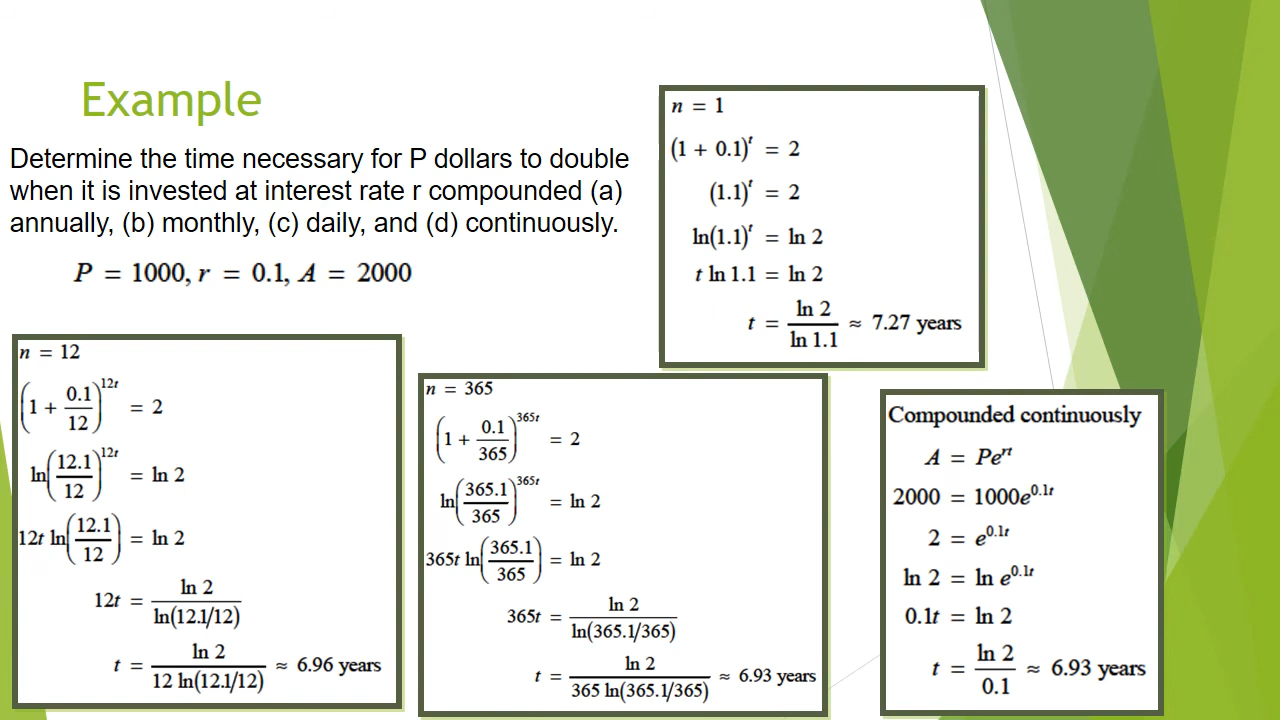 Example
Determine the time necessary for P dollars to double
when it is invested at interest rate r compounded (a)
annually, (b) monthly, (c) daily, and (d) continuously.
P = 1000, r = 0.1, A = 2000
n = 1
(1 + 0.1)^t = 2
(1.1)^t = 2
ln(1.1)^t = ln 2
t ln 1.1 = ln 2
t = ln 2 / ln 1.1 ≈ 7.27 years
n = 12
(1 + 0.1/12)^12t = 2
ln(12.1/12)^12t = ln 2
12t ln(12.1/12) = ln 2
12t = ln 2 / ln(12.1/12)
t = ln 2 / 12 ln(12.1/12) ≈ 6.96 years
n = 365
(1 + 0.1/365)^365t = 2
ln(365.1/365)^365t = ln 2
365t ln(365.1/365) = ln 2
365t = ln 2 / ln(365.1/365)
t = ln 2 / 365 ln(365.1/365) ≈ 6.93 years
Compounded continuously
A = Pe^rt
2000 = 1000e^0.1t
2 = e^0.1t
ln 2 = ln e^0.1t
0.1t = ln 2
t = ln 2 / 0.1 ≈ 6.93 years